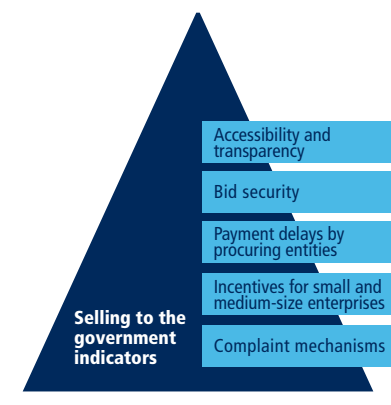 Accessibility and
transparency
Bid security
Payment delays by
procuring entities
Incentives for small and
medium-size enterprises
Selling to the
government
indicators
Complaint mechanisms